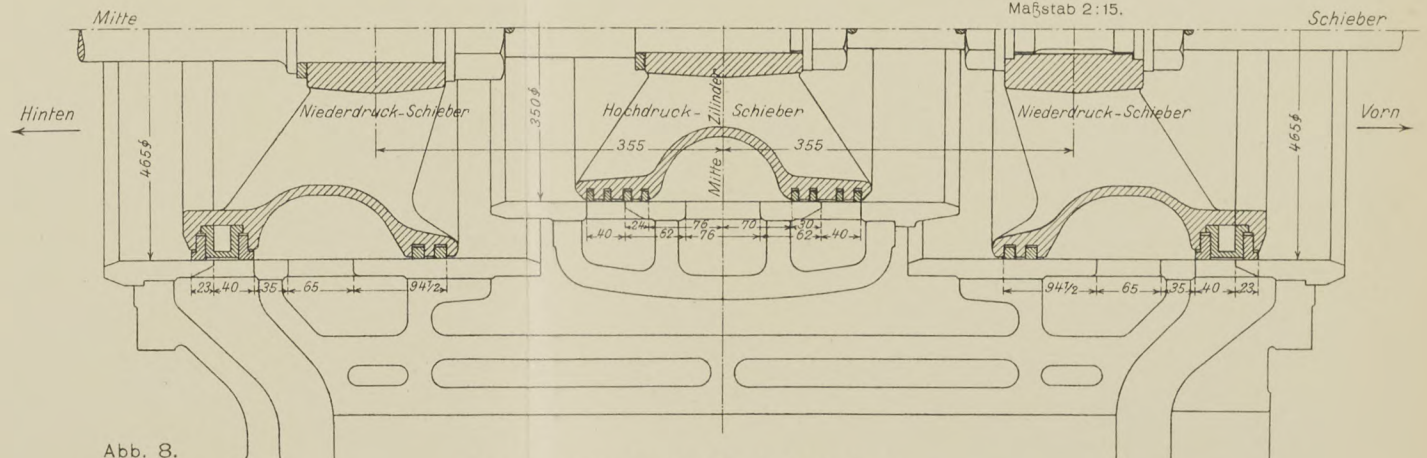 Maßstab 2:15.
Mitte Schieber
Hinten Niederdruck-Schieber Hochdruck- Schieber Niederdruck-Schieber Vorn
Mitte Zilinder
465⌀ 350⌀ 465⌀
355 355
24 76 70 30
40 62 76 62 40
23 40 35 65 94½ 94½ 65 35 40 23
Abb. 8.